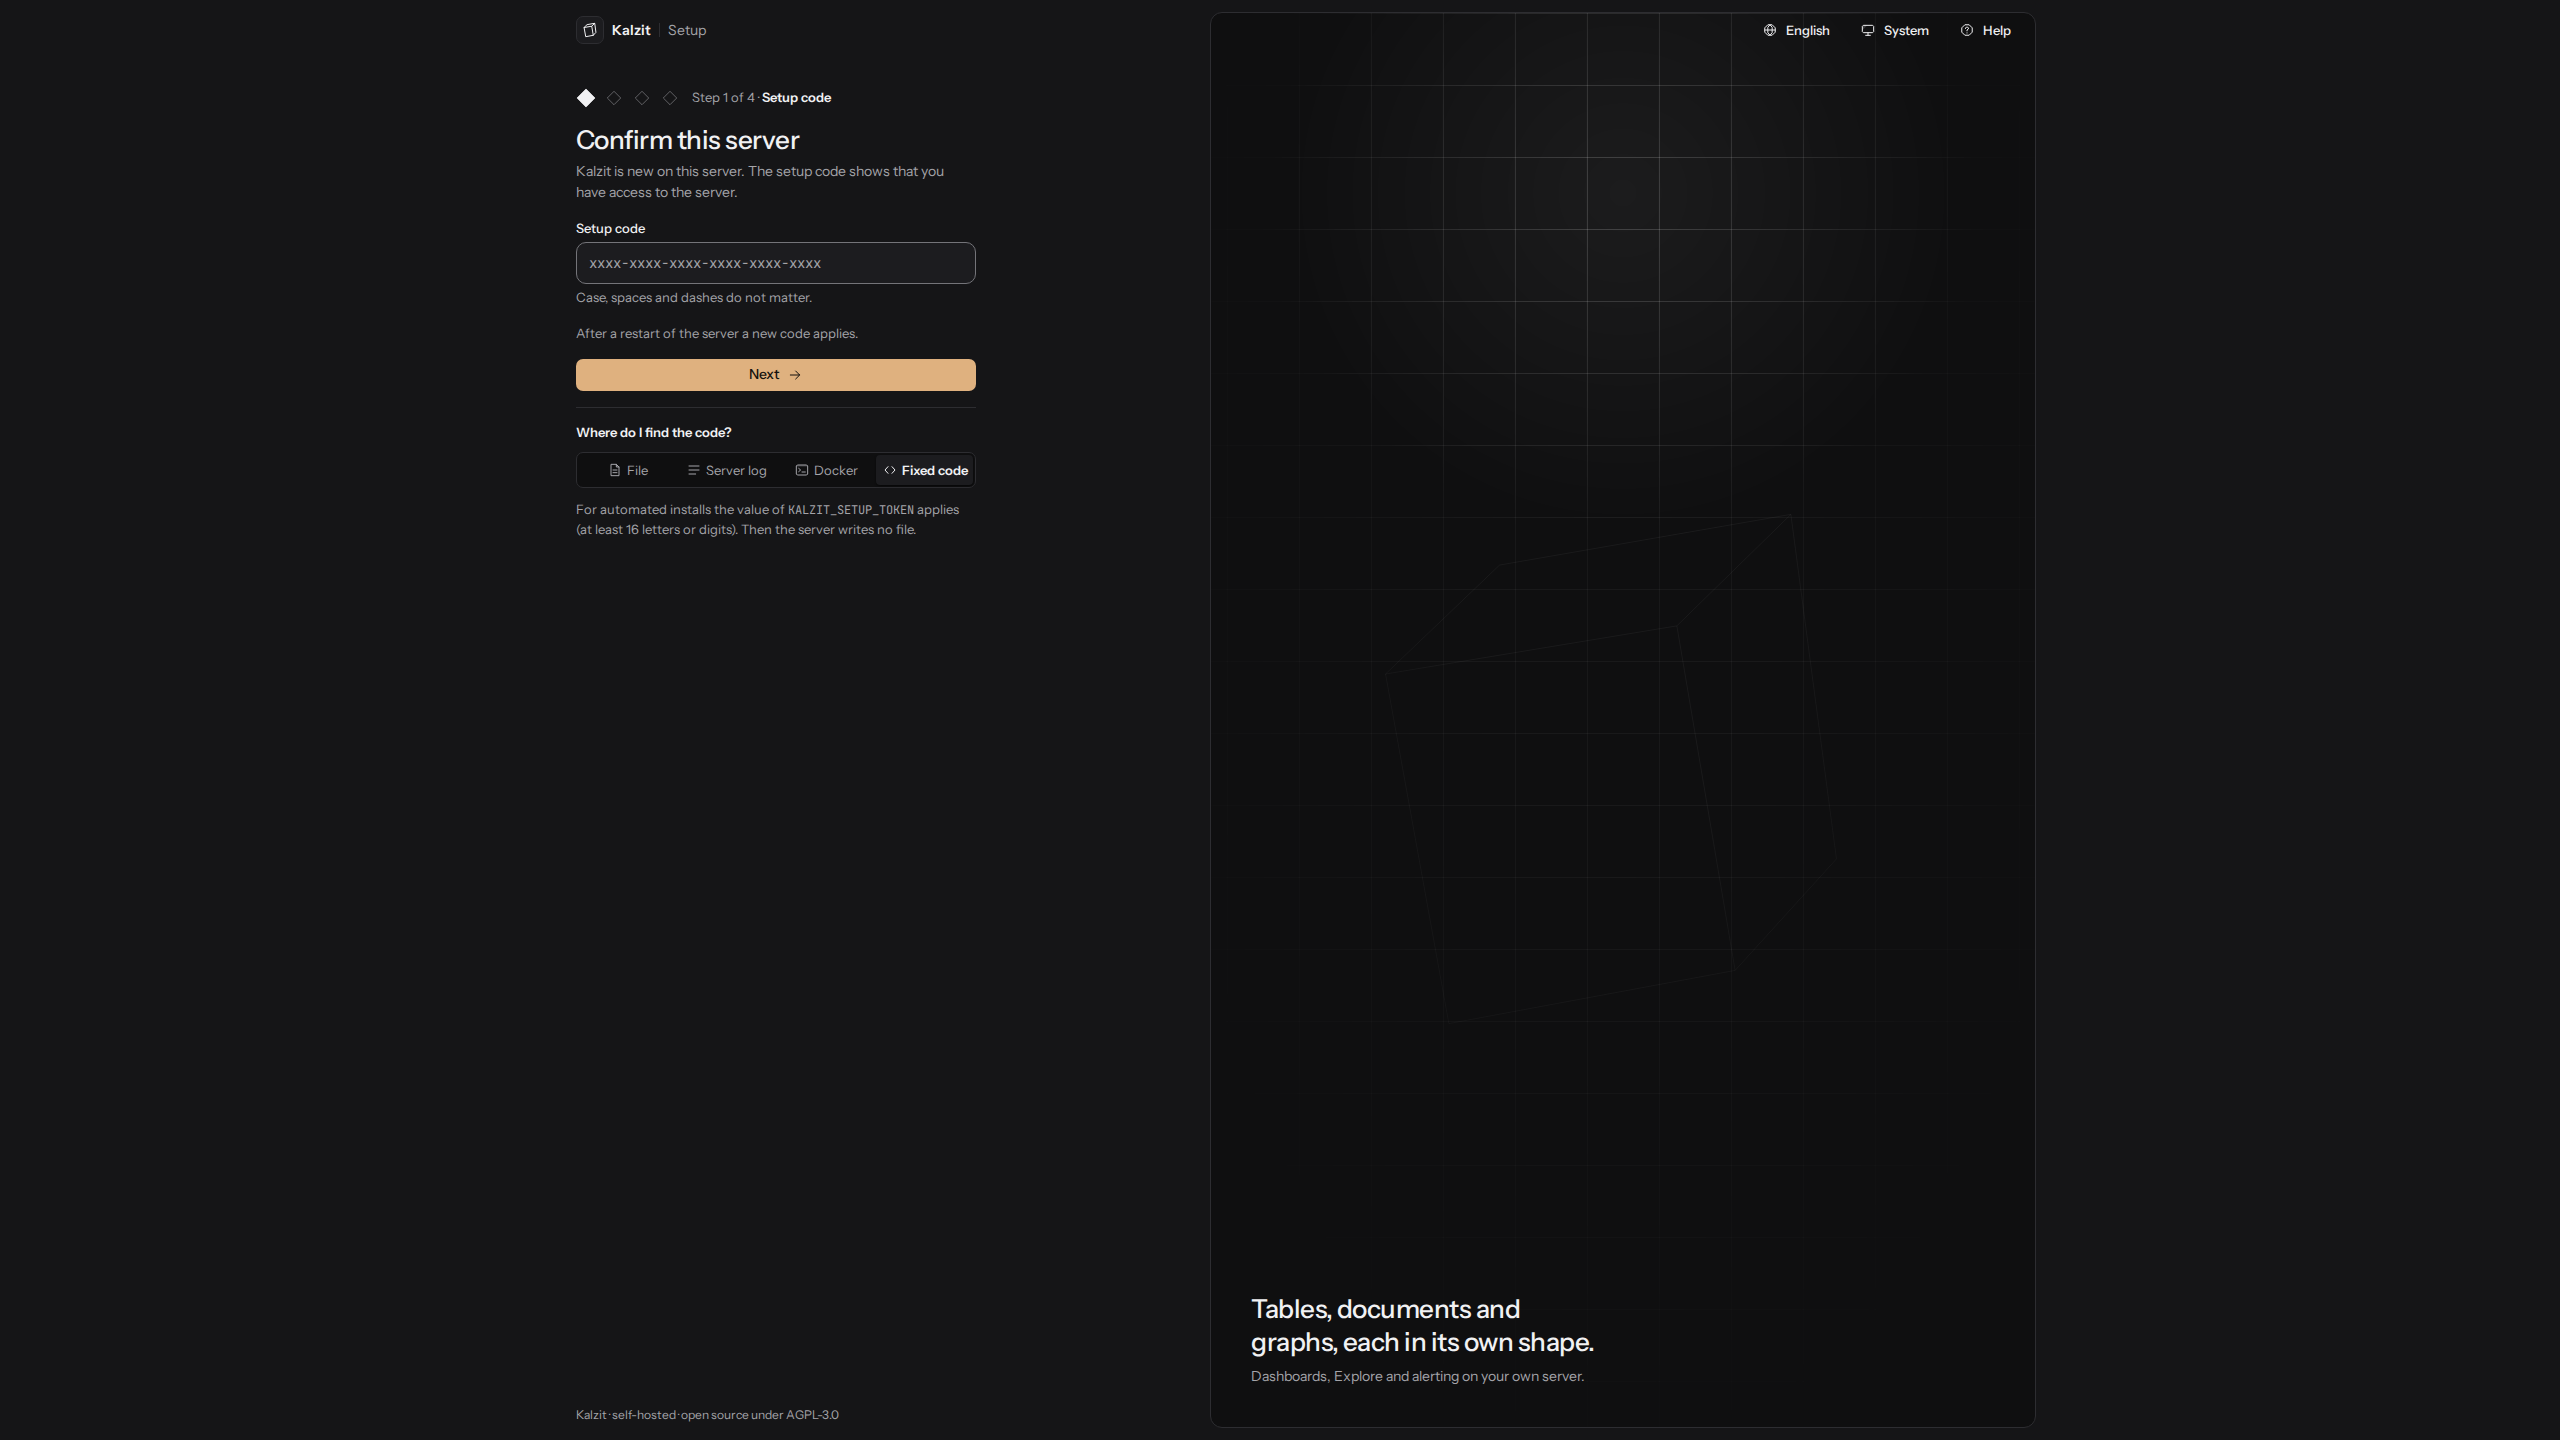 Kalzit | Setup
English
System
Help
Step 1 of 4 · Setup code
Confirm this server
Kalzit is new on this server. The setup code shows that you
have access to the server.
Setup code
xxxx-xxxx-xxxx-xxxx-xxxx-xxxx
Case, spaces and dashes do not matter.
After a restart of the server a new code applies.
Next →
Where do I find the code?
File
Server log
Docker
Fixed code
For automated installs the value of KALZIT_SETUP_TOKEN applies
(at least 16 letters or digits). Then the server writes no file.
Tables, documents and
graphs, each in its own shape.
Dashboards, Explore and alerting on your own server.
Kalzit · self-hosted · open source under AGPL-3.0